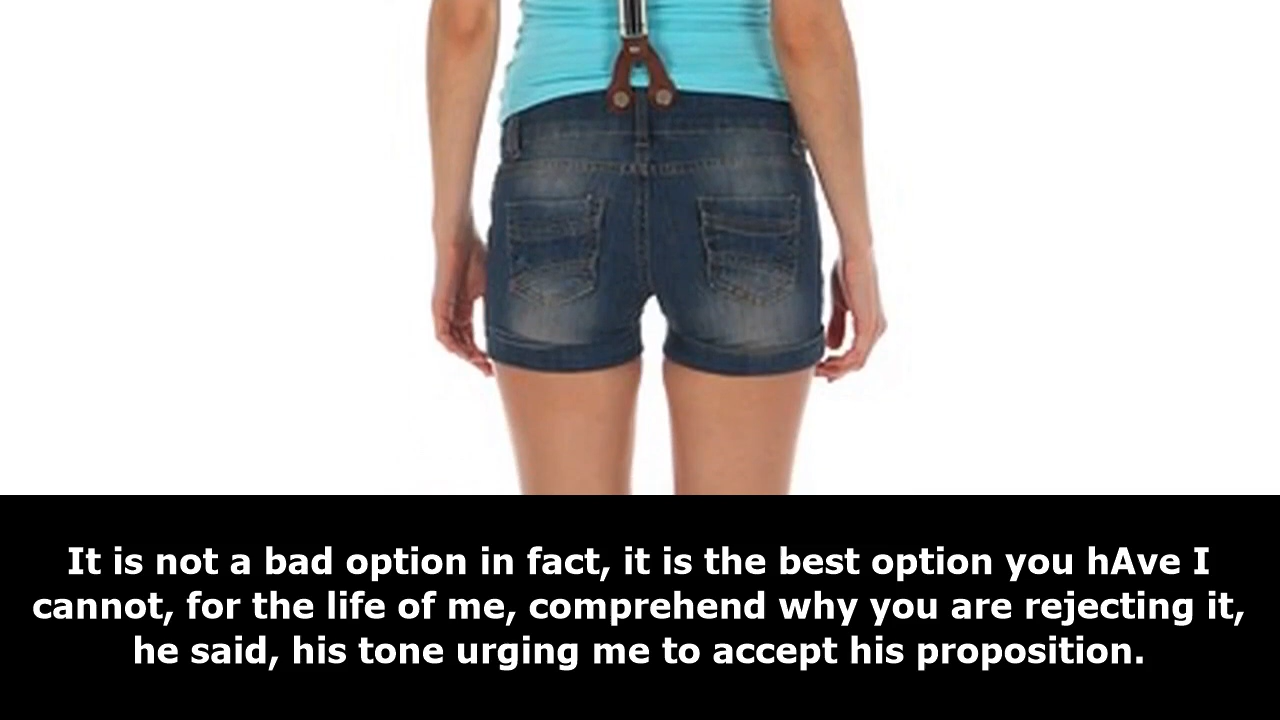 It is not a bad option in fact, it is the best option you hAve I
cannot, for the life of me, comprehend why you are rejecting it,
he said, his tone urging me to accept his proposition.